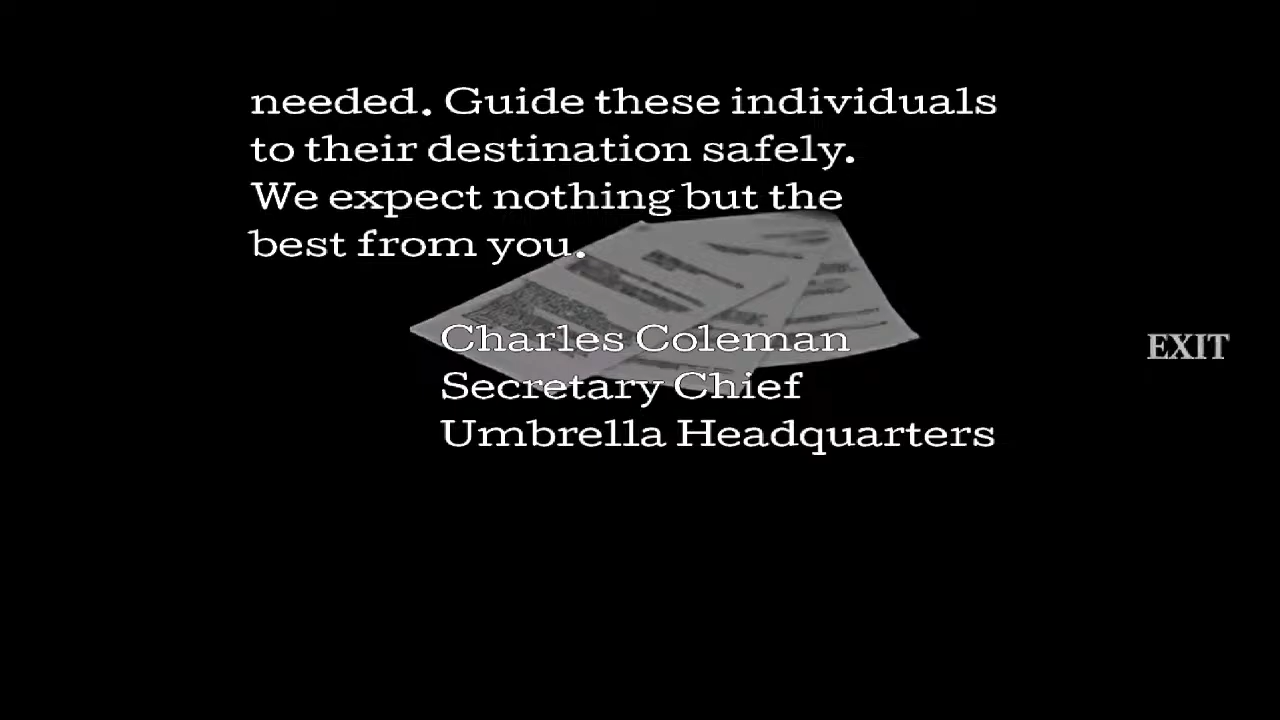 needed. Guide these individuals
to their destination safely.
We expect nothing but the
best from you.
Charles Coleman
EXIT
Secretary Chief
Umbrella Headquarters